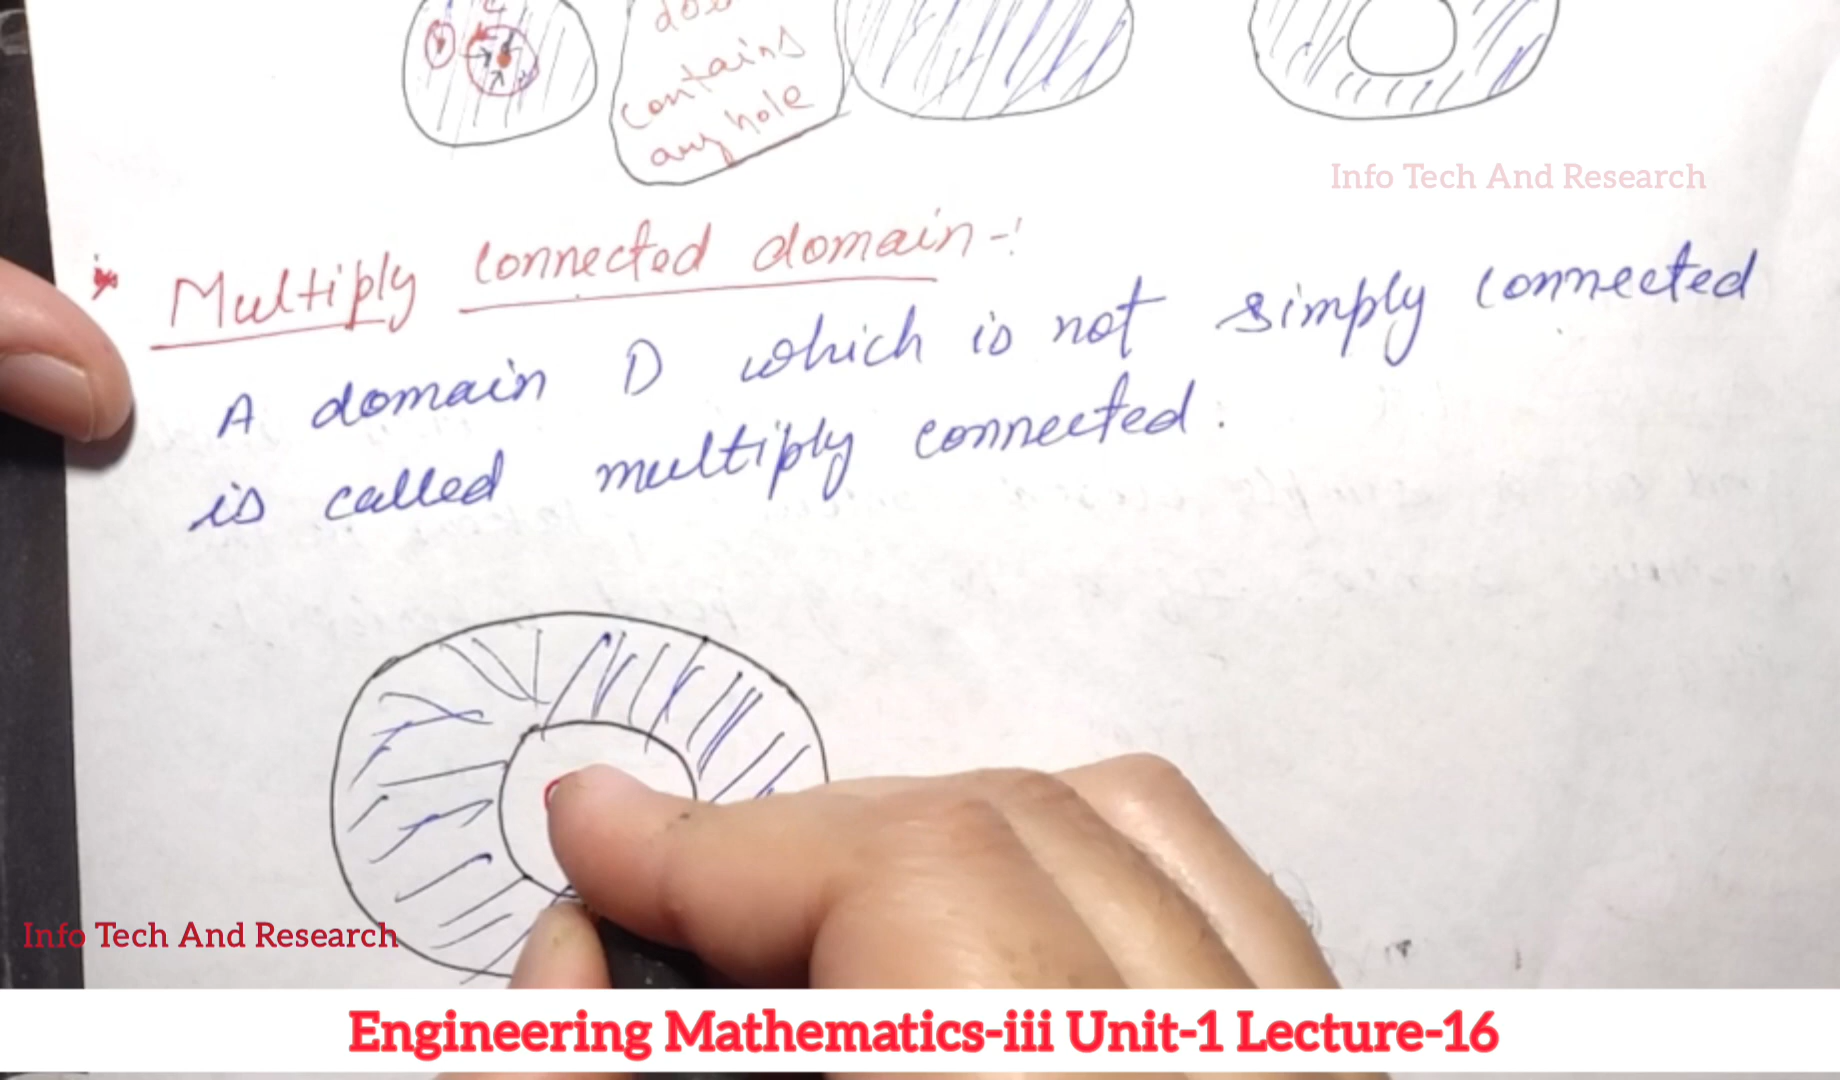 contains
any hole
Info Tech And Research
Multiply connected domain-:
A domain D which is not simply connected
is called multiply connected.
Info Tech And Research
Engineering Mathematics-iii Unit-1 Lecture-16